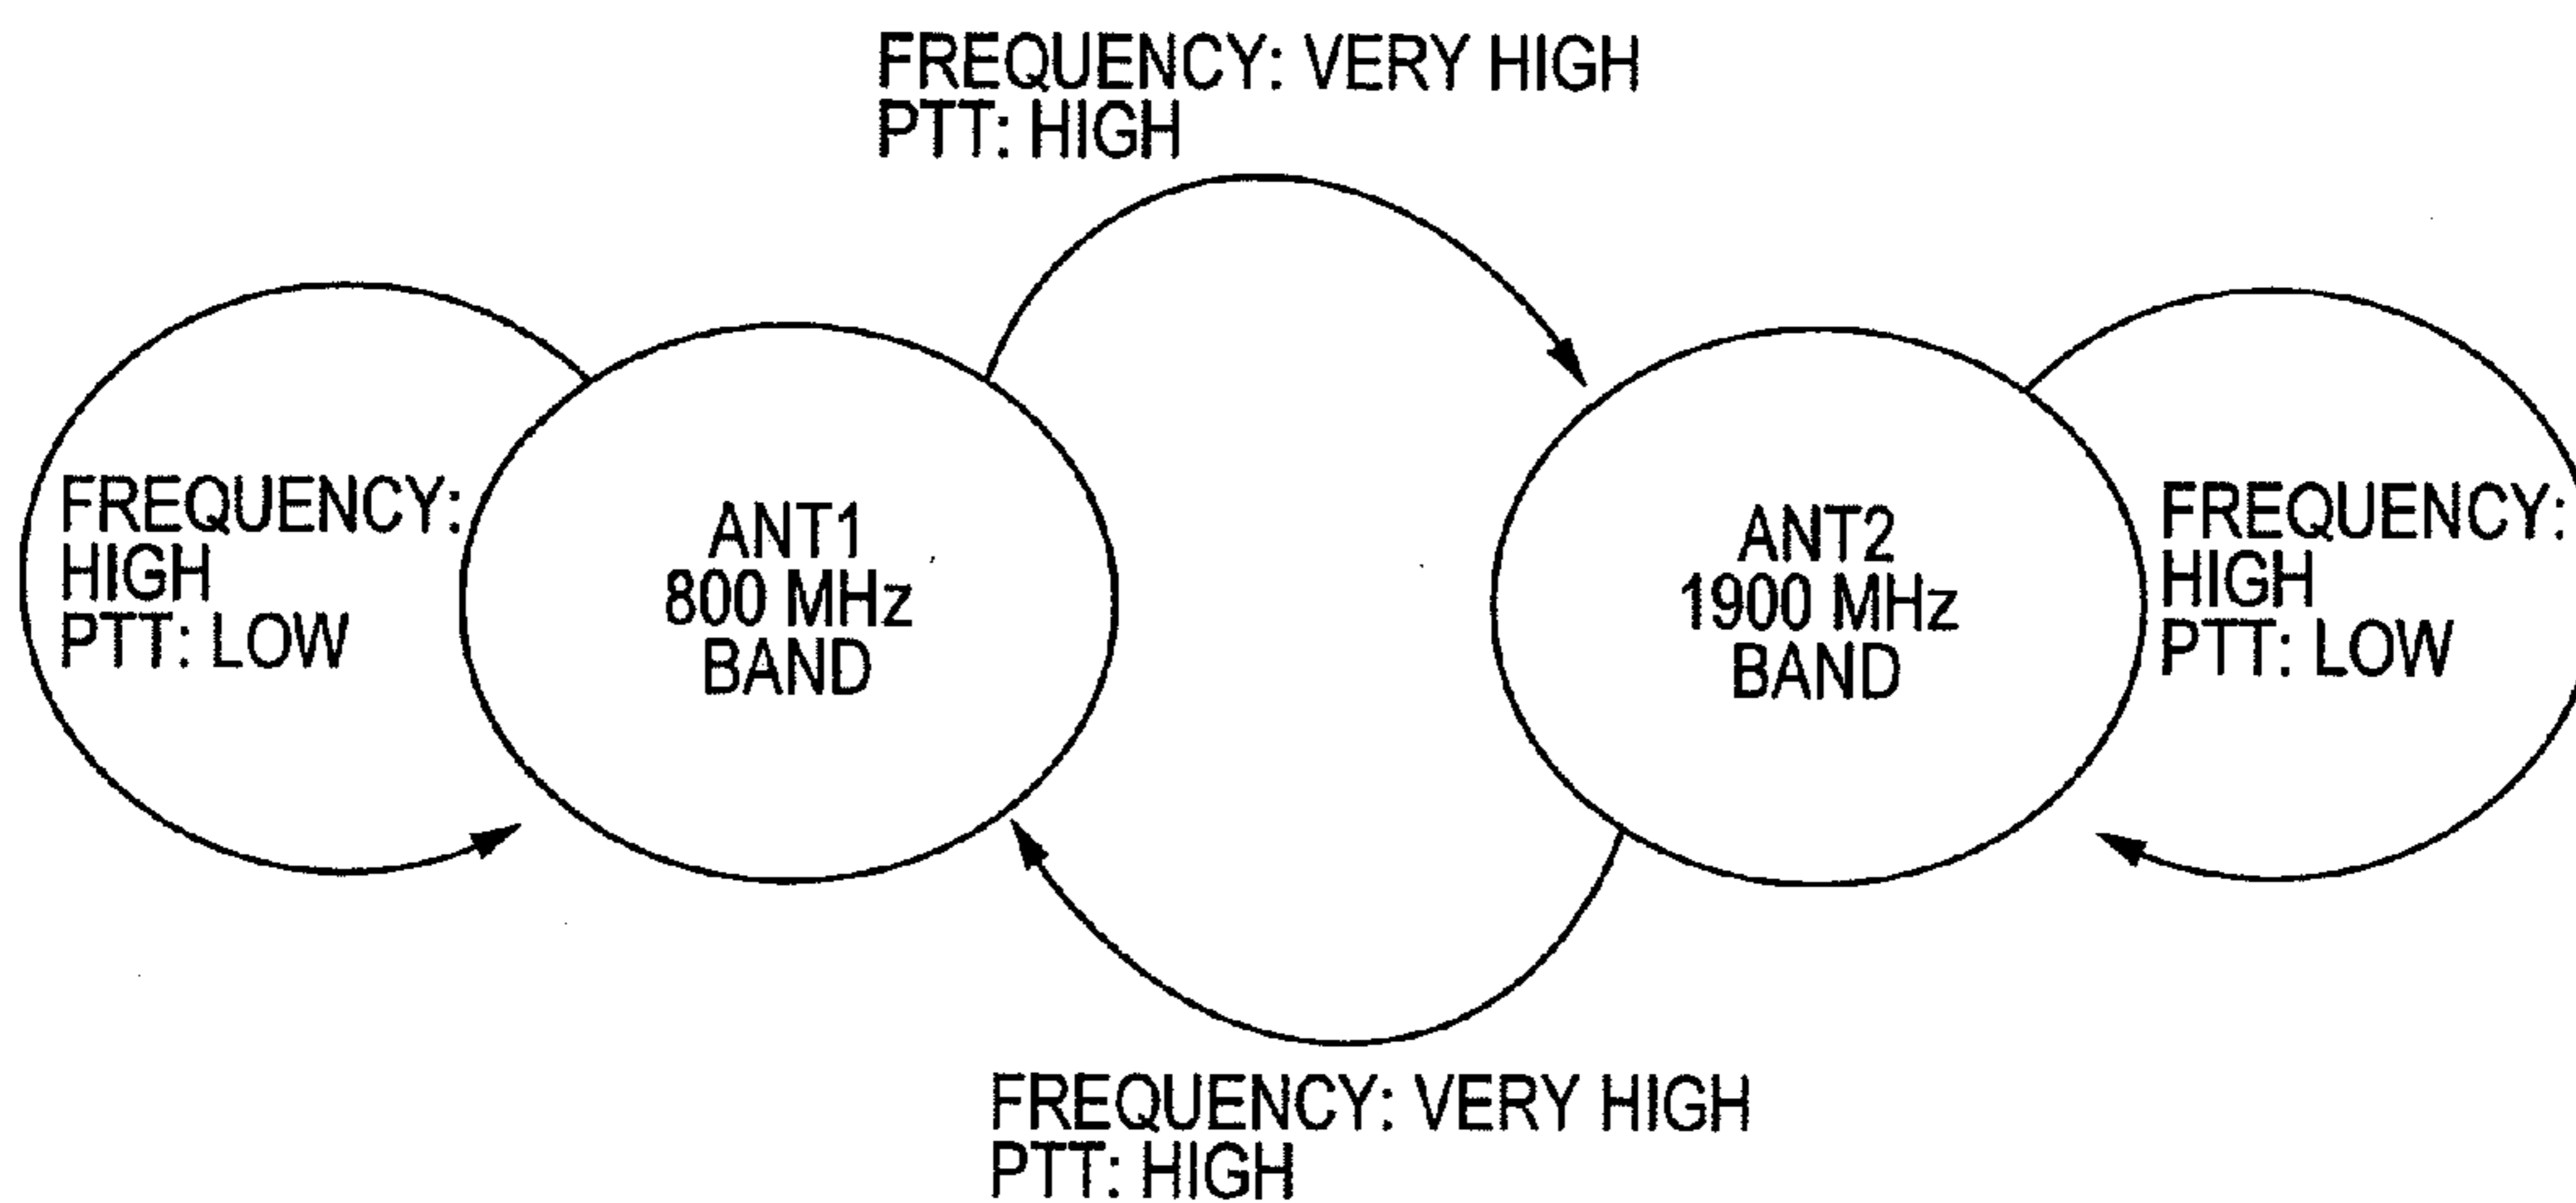 FREQUENCY: VERY HIGH
PTT: HIGH
FREQUENCY:
HIGH
PTT: LOW
ANT1
800 MHz
BAND
ANT2
1900 MHz
BAND
FREQUENCY:
HIGH
PTT: LOW
FREQUENCY: VERY HIGH
PTT: HIGH